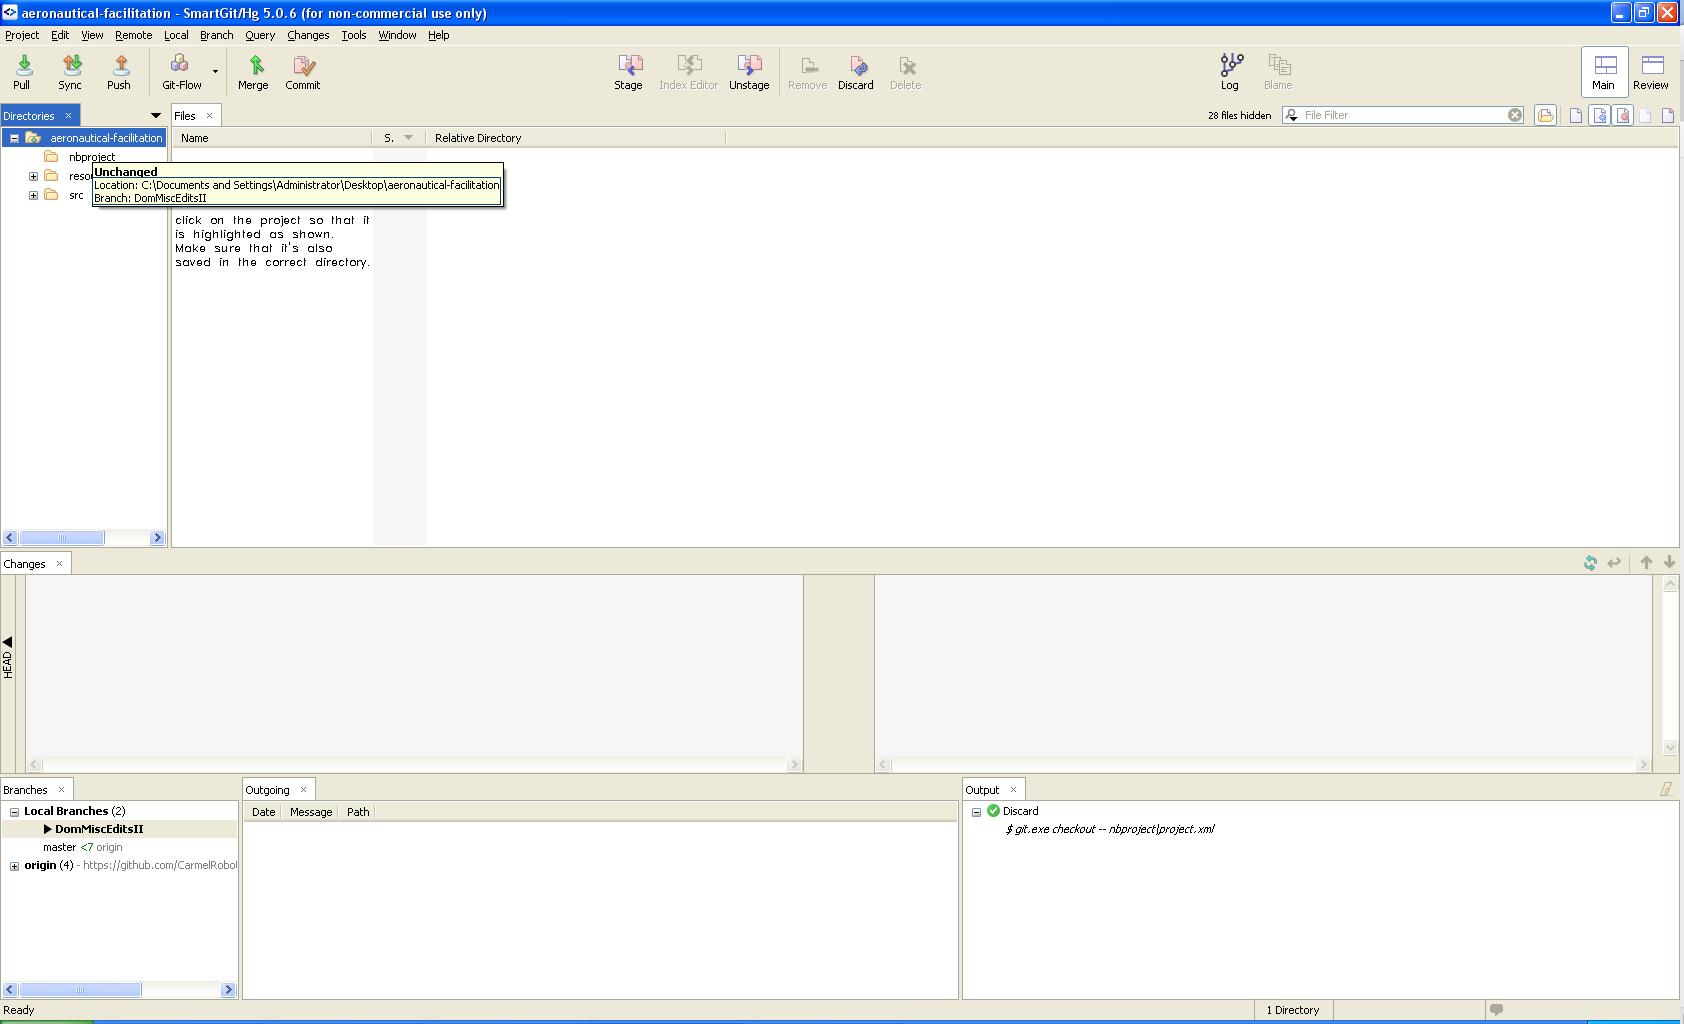 aeronautical-facilitation - SmartGit/Hg 5.0.6 (for non-commercial use only)
Project Edit View Remote Local Branch Query Changes Tools Window Help
Pull Sync Push Git-Flow Merge Commit Stage Index Editor Unstage Remove Discard Delete Log Blame Main Review
Directories Files 28 files hidden File Filter
aeronautical-facilitation Name S. Relative Directory
nbproject
Unchanged
Location: C:\Documents and Settings\Administrator\Desktop\aeronautical-facilitation
src Branch: DomMiscEditsII
click on the project so that it
is highlighted as shown.
Make sure that it's also
saved in the correct directory.
Changes
HEAD
Branches Outgoing Output
Local Branches (2) Date Message Path Discard
DomMiscEditsII $ git.exe checkout -- nbproject\project.xml
master <7 origin
origin (4) - https://github.com/CarmelRobo
Ready 1 Directory